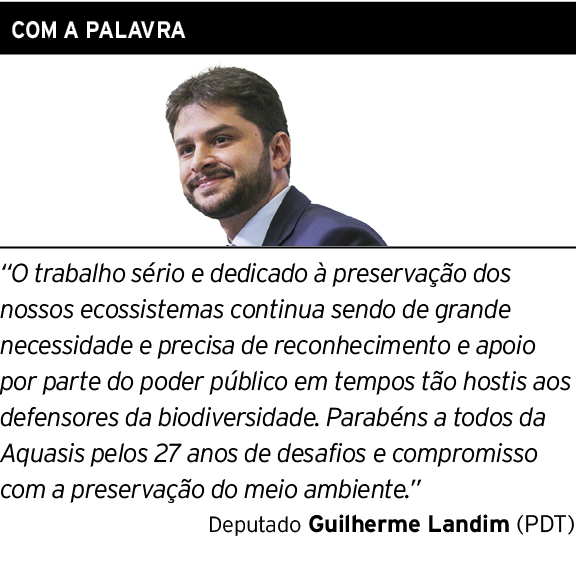 COM A PALAVRA
“O trabalho sério e dedicado à preservação dos
nossos ecossistemas continua sendo de grande
necessidade e precisa de reconhecimento e apoio
por parte do poder público em tempos tão hostis aos
defensores da biodiversidade. Parabéns a todos da
Aquasis pelos 27 anos de desafios e compromisso
com a preservação do meio ambiente.”
Deputado Guilherme Landim (PDT)